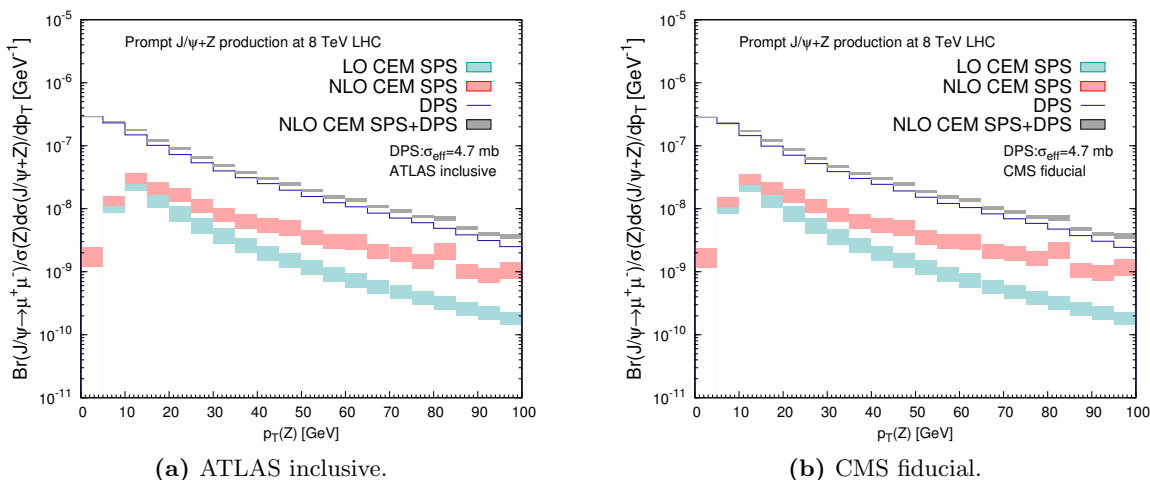 Prompt J/ψ+Z production at 8 TeV LHC
LO CEM SPS
NLO CEM SPS
DPS
NLO CEM SPS+DPS
DPS:σeff=4.7 mb
ATLAS inclusive
Br(J/ψ→μ+μ-)/σ(Z)dσ(J/ψ+Z)/dpT [GeV-1]
10-5
10-6
10-7
10-8
10-9
10-10
10-11
0 10 20 30 40 50 60 70 80 90 100
pT(Z) [GeV]
(a) ATLAS inclusive.
Prompt J/ψ+Z production at 8 TeV LHC
LO CEM SPS
NLO CEM SPS
DPS
NLO CEM SPS+DPS
DPS:σeff=4.7 mb
CMS fiducial
Br(J/ψ→μ+μ-)/σ(Z)dσ(J/ψ+Z)/dpT [GeV-1]
10-5
10-6
10-7
10-8
10-9
10-10
10-11
0 10 20 30 40 50 60 70 80 90 100
pT(Z) [GeV]
(b) CMS fiducial.